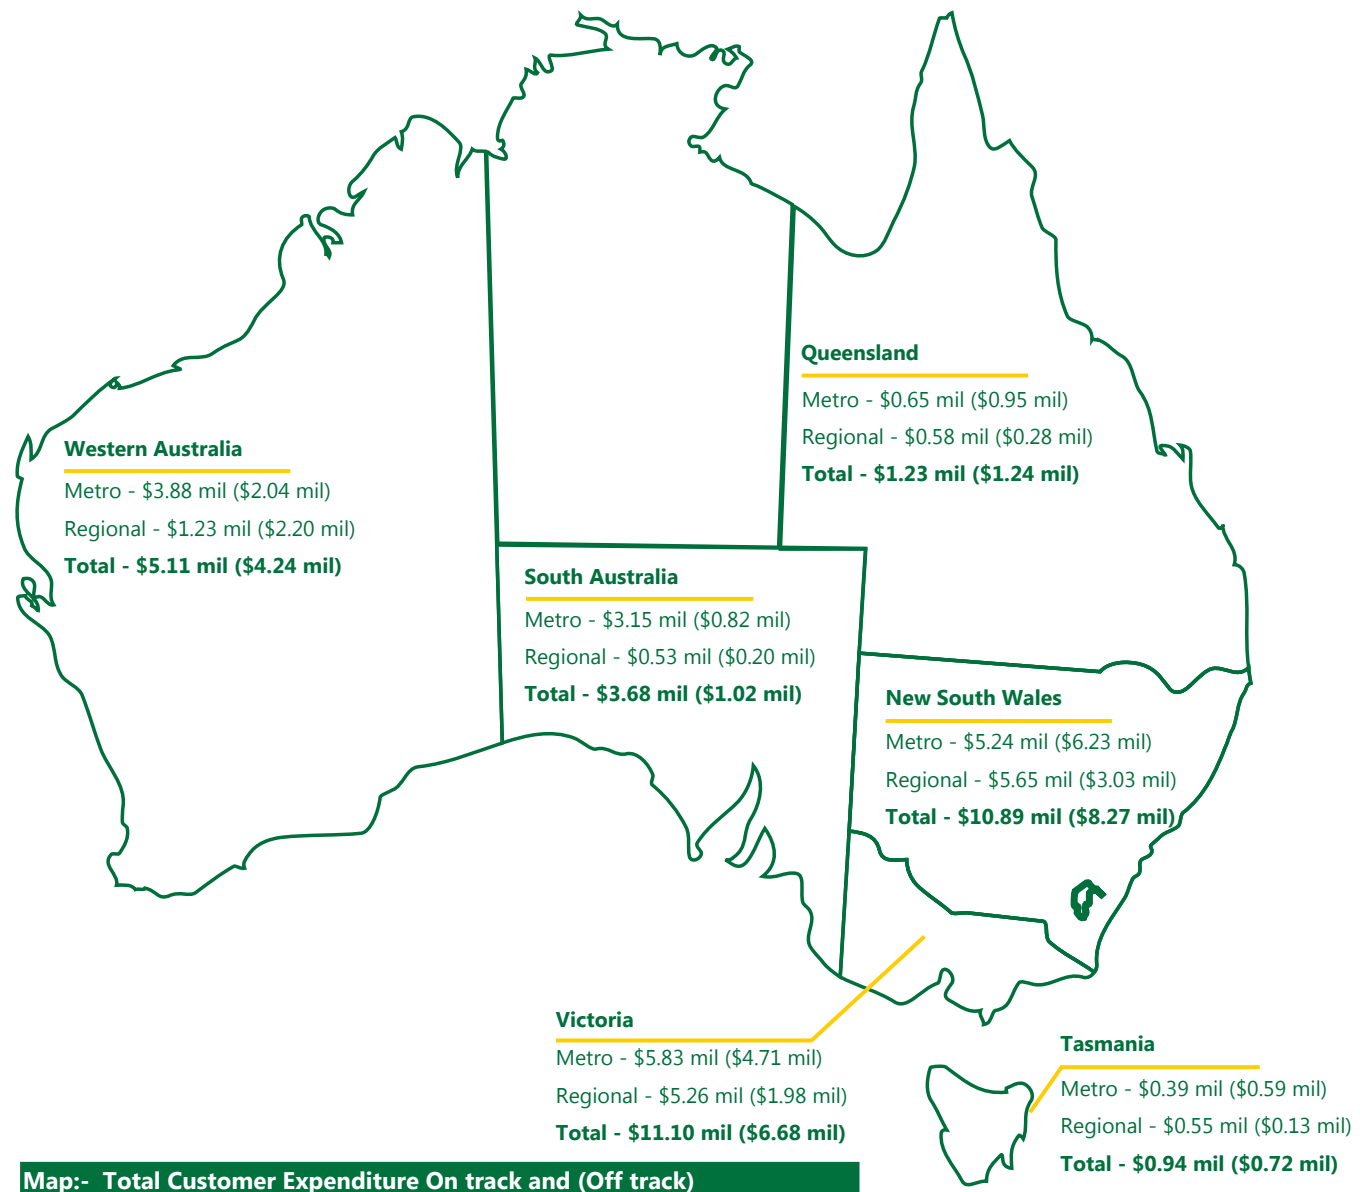 Queensland
Metro - $0.65 mil ($0.95 mil)
Regional - $0.58 mil ($0.28 mil)
Total - $1.23 mil ($1.24 mil)
Western Australia
Metro - $3.88 mil ($2.04 mil)
Regional - $1.23 mil ($2.20 mil)
Total - $5.11 mil ($4.24 mil)
South Australia
Metro - $3.15 mil ($0.82 mil)
Regional - $0.53 mil ($0.20 mil)
Total - $3.68 mil ($1.02 mil)
New South Wales
Metro - $5.24 mil ($6.23 mil)
Regional - $5.65 mil ($3.03 mil)
Total - $10.89 mil ($8.27 mil)
Victoria
Metro - $5.83 mil ($4.71 mil)
Regional - $5.26 mil ($1.98 mil)
Total - $11.10 mil ($6.68 mil)
Tasmania
Metro - $0.39 mil ($0.59 mil)
Regional - $0.55 mil ($0.13 mil)
Total - $0.94 mil ($0.72 mil)
Map:- Total Customer Expenditure On track and (Off track)